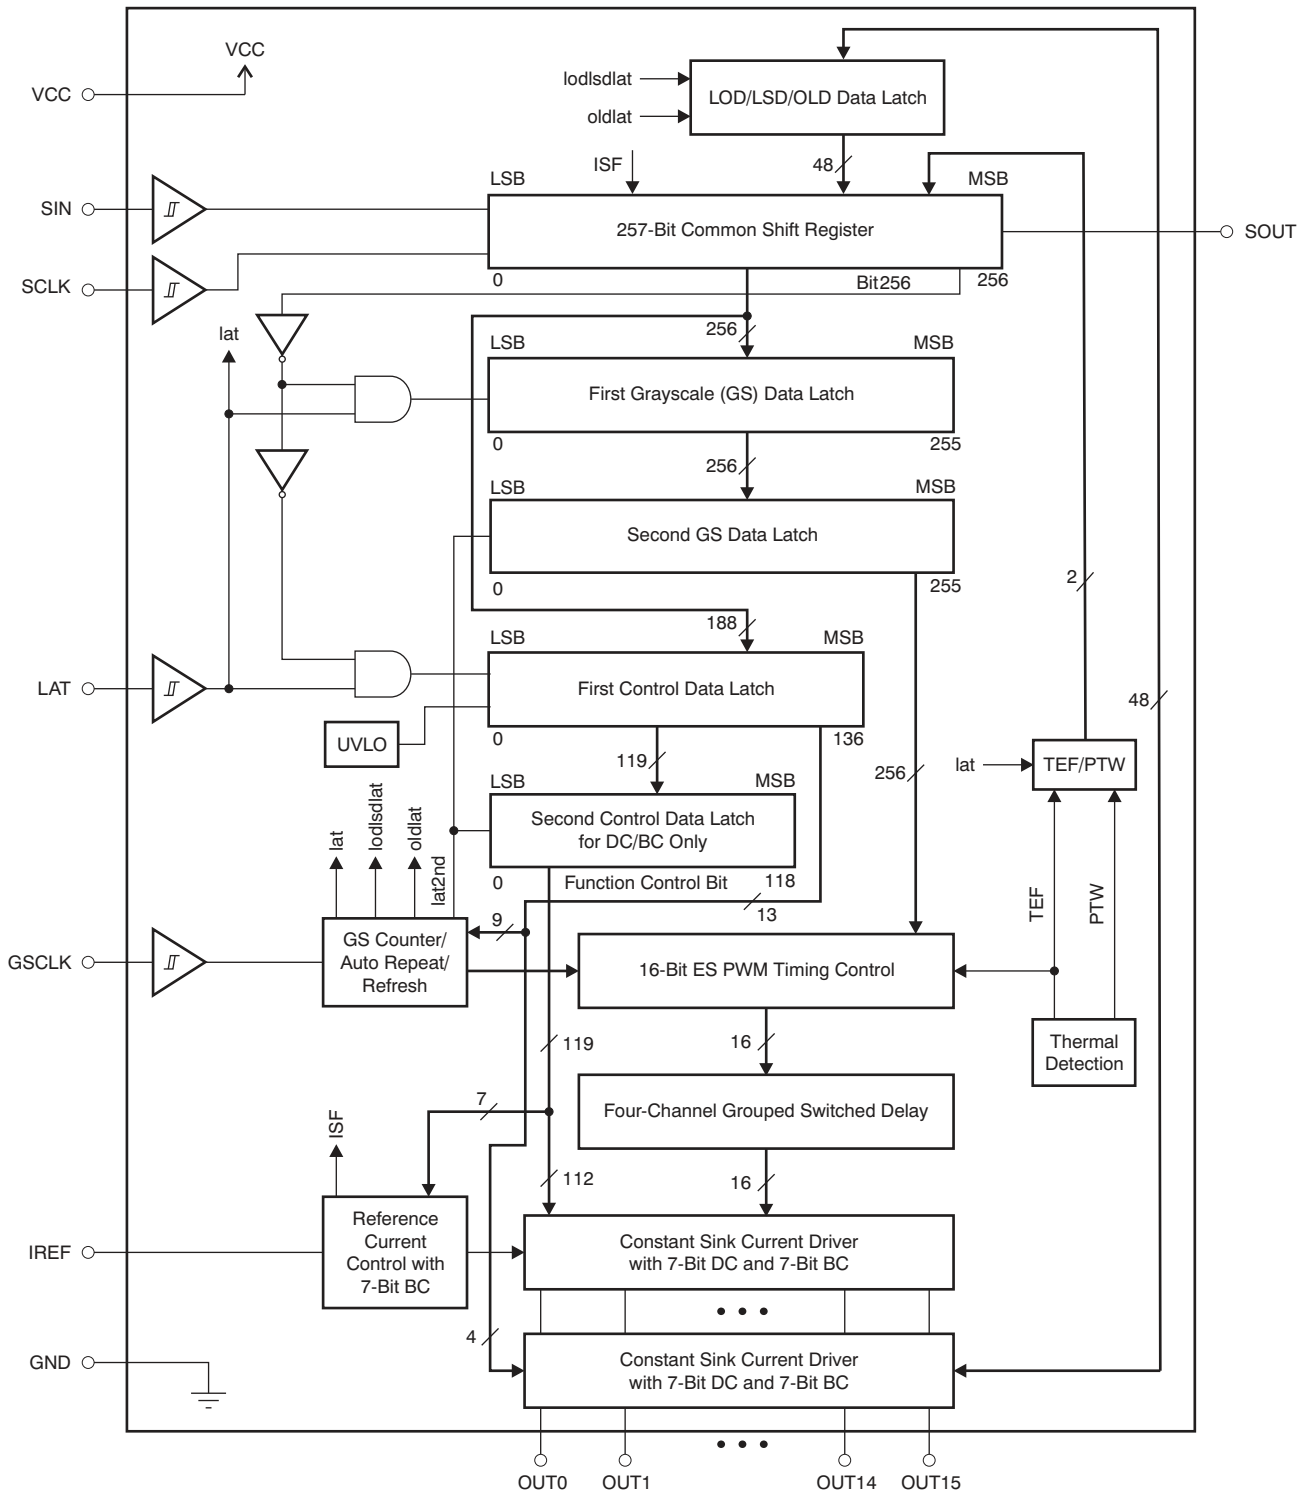 VCC
VCC
lodlsdlat
oldlat
LOD/LSD/OLD Data Latch
ISF
48
LSB
MSB
SIN
257-Bit Common Shift Register
SOUT
SCLK
0
Bit256
256
lat
256
LSB
MSB
First Grayscale (GS) Data Latch
0
255
256
LSB
MSB
Second GS Data Latch
0
255
2
188
LSB
MSB
LAT
First Control Data Latch
48
UVLO
0
136
119
256
lat
TEF/PTW
LSB
MSB
lat
lodlsdlat
oldlat
lat2nd
Second Control Data Latch
for DC/BC Only
0
Function Control Bit
118
13
TEF
PTW
9
GSCLK
GS Counter/
Auto Repeat/
Refresh
16-Bit ES PWM Timing Control
119
16
Thermal
Detection
7
Four-Channel Grouped Switched Delay
ISF
112
16
IREF
Reference
Current
Control with
7-Bit BC
Constant Sink Current Driver
with 7-Bit DC and 7-Bit BC
4
GND
Constant Sink Current Driver
with 7-Bit DC and 7-Bit BC
OUT0
OUT1
OUT14
OUT15